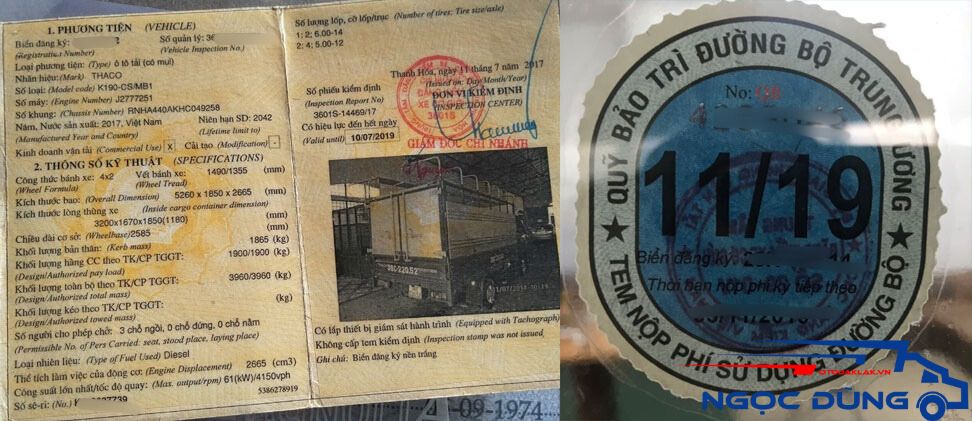 1. PHƯƠNG TIỆN (VEHICLE)
Biển đăng ký:
(Registration Number)
Số quản lý: 36
(Vehicle Inspection No.)
Loại phương tiện: (Type) ô tô tải (có mui)
Nhãn hiệu: (Mark) THACO
Số loại: (Model code) K190-CS/MB1
Số máy: (Engine Number) J2777251
Số khung: (Chassis Number) RNHA440AKHC049258
Năm, Nước sản xuất: 2017, Việt Nam
(Manufactured Year and Country)
Niên hạn SD: 2042
(Lifetime limit to)
Kinh doanh vận tải (Commercial Use) x Cải tạo (Modification) -
2. THÔNG SỐ KỸ THUẬT (SPECIFICATIONS)
Công thức bánh xe: 4x2
(Wheel Formula)
Vết bánh xe: 1490/1355 (mm)
(Wheel Tread)
Kích thước bao: (Overall Dimension) 5260 x 1850 x 2665 (mm)
Kích thước lòng thùng xe (Inside cargo container dimension)
3200x1670x1850(1180) (mm)
Chiều dài cơ sở: (Wheelbase) 2585 (mm)
Khối lượng bản thân: (Kerb mass) 1865 (kg)
Khối lượng hàng CC theo TK/CP TGGT: 1900/1900 (kg)
(Design/Authorized pay load)
Khối lượng toàn bộ theo TK/CP TGGT: 3960/3960 (kg)
(Design/Authorized total mass)
Khối lượng kéo theo TK/CP TGGT: (kg)
(Design/Authorized towed mass)
Số người cho phép chở: 3 chỗ ngồi, 0 chỗ đứng, 0 chỗ nằm
(Permissible No. of Pers Carried: seat, stood place, laying place)
Loại nhiên liệu: (Type of Fuel Used) Diesel
Thể tích làm việc của động cơ: (Engine Displacement) 2665 (cm3)
Công suất lớn nhất/tốc độ quay: (Max. output/rpm) 61(kW)/4150vph
5386278919
Số sê-ri: (No.)
Số lượng lốp, cỡ lốp/trục (Number of tires: Tire size/axle)
1: 2; 6.00-14
2: 4; 5.00-12
Thanh Hóa, ngày 11 tháng 7 năm 2017
(Issued on: Day/Month/Year)
Số phiếu kiểm định
(Inspection Report No)
3601S-14469/17
ĐƠN VỊ KIỂM ĐỊNH
(INSPECTION CENTER)
Có hiệu lực đến hết ngày
(Valid until) 10/07/2019
3601S
GIÁM ĐỐC CHI NHÁNH
Có lắp thiết bị giám sát hành trình (Equipped with Tachograph)
Không cấp tem kiểm định (Inspection stamp was not issued)
Ghi chú: Biển đăng ký nền trắng
-09-1974
QUỸ BẢO TRÌ ĐƯỜNG BỘ TRUNG ƯƠNG
No:
11/19
Biển đăng ký:
Thời hạn nộp phí kỳ tiếp theo
★ TEM NỘP PHÍ SỬ DỤNG ĐƯỜNG BỘ ★
OTODAKLAK.VN
NGỌC DŨNG